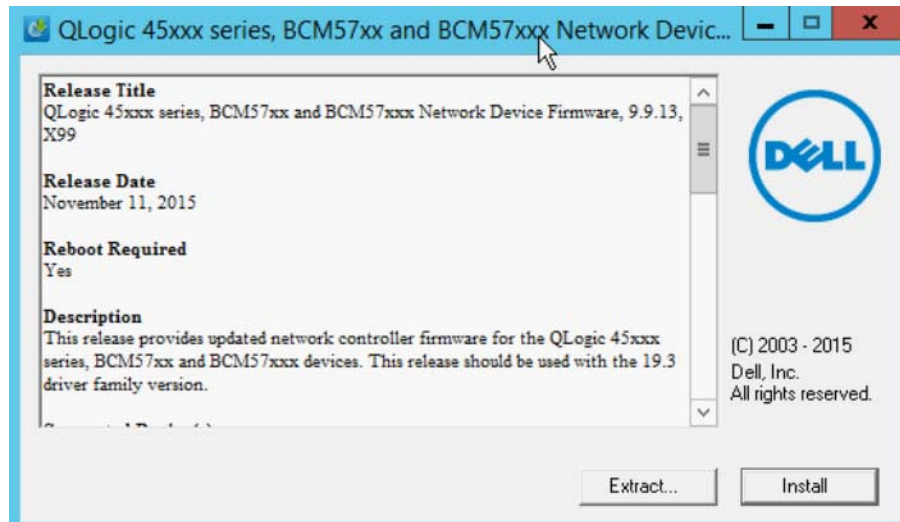 QLogic 45xxx series, BCM57xx and BCM57xxx Network Devic...
Release Title
QLogic 45xxx series, BCM57xx and BCM57xxx Network Device Firmware, 9.9.13,
X99
Release Date
November 11, 2015
Reboot Required
Yes
Description
This release provides updated network controller firmware for the QLogic 45xxx
series, BCM57xx and BCM57xxx devices. This release should be used with the 19.3
driver family version.
DELL
(C) 2003 - 2015
Dell, Inc.
All rights reserved.
Extract...
Install